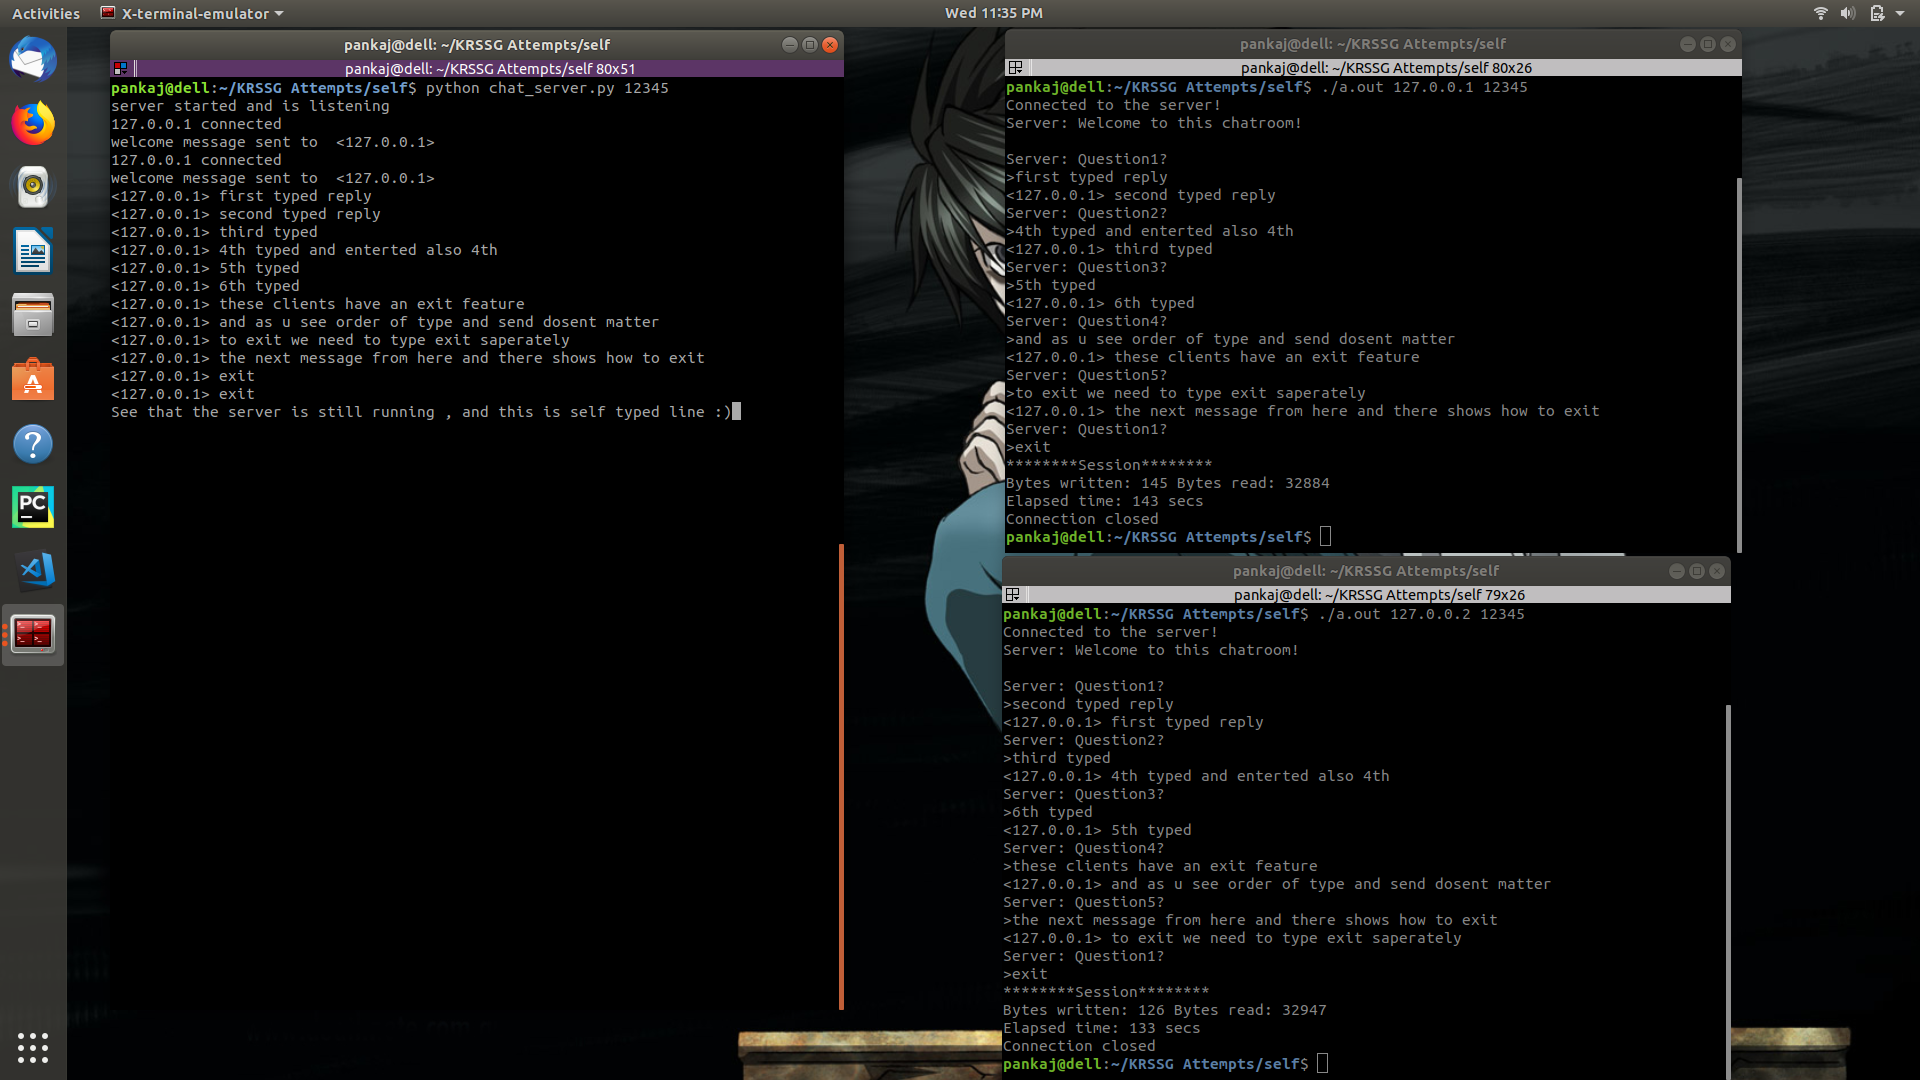 Activities
X-terminal-emulator
Wed 11:35 PM
pankaj@dell: ~/KRSSG Attempts/self
pankaj@dell: ~/KRSSG Attempts/self 80x51
pankaj@dell:~/KRSSG Attempts/self$ python chat_server.py 12345
server started and is listening
127.0.0.1 connected
welcome message sent to  <127.0.0.1>
127.0.0.1 connected
welcome message sent to  <127.0.0.1>
<127.0.0.1> first typed reply
<127.0.0.1> second typed reply
<127.0.0.1> third typed
<127.0.0.1> 4th typed and enterted also 4th
<127.0.0.1> 5th typed
<127.0.0.1> 6th typed
<127.0.0.1> these clients have an exit feature
<127.0.0.1> and as u see order of type and send dosent matter
<127.0.0.1> to exit we need to type exit saperately
<127.0.0.1> the next message from here and there shows how to exit
<127.0.0.1> exit
<127.0.0.1> exit
See that the server is still running , and this is self typed line :)
pankaj@dell: ~/KRSSG Attempts/self
pankaj@dell: ~/KRSSG Attempts/self 80x26
pankaj@dell:~/KRSSG Attempts/self$ ./a.out 127.0.0.1 12345
Connected to the server!
Server: Welcome to this chatroom!
Server: Question1?
>first typed reply
<127.0.0.1> second typed reply
Server: Question2?
>4th typed and enterted also 4th
<127.0.0.1> third typed
Server: Question3?
>5th typed
<127.0.0.1> 6th typed
Server: Question4?
>and as u see order of type and send dosent matter
<127.0.0.1> these clients have an exit feature
Server: Question5?
>to exit we need to type exit saperately
<127.0.0.1> the next message from here and there shows how to exit
Server: Question1?
>exit
********Session********
Bytes written: 145 Bytes read: 32884
Elapsed time: 143 secs
Connection closed
pankaj@dell:~/KRSSG Attempts/self$
pankaj@dell: ~/KRSSG Attempts/self
pankaj@dell: ~/KRSSG Attempts/self 79x26
pankaj@dell:~/KRSSG Attempts/self$ ./a.out 127.0.0.2 12345
Connected to the server!
Server: Welcome to this chatroom!
Server: Question1?
>second typed reply
<127.0.0.1> first typed reply
Server: Question2?
>third typed
<127.0.0.1> 4th typed and enterted also 4th
Server: Question3?
>6th typed
<127.0.0.1> 5th typed
Server: Question4?
>these clients have an exit feature
<127.0.0.1> and as u see order of type and send dosent matter
Server: Question5?
>the next message from here and there shows how to exit
<127.0.0.1> to exit we need to type exit saperately
Server: Question1?
>exit
********Session********
Bytes written: 126 Bytes read: 32947
Elapsed time: 133 secs
Connection closed
pankaj@dell:~/KRSSG Attempts/self$
PC